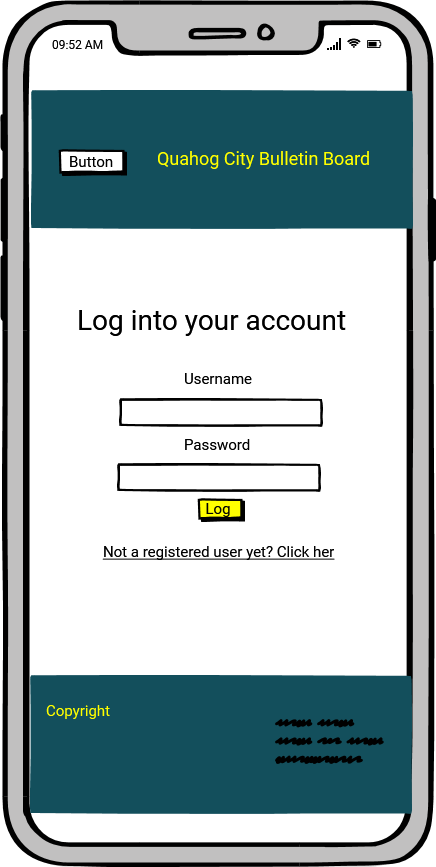 09:52 AM
Button
Quahog City Bulletin Board
Log into your account
Username
Password
Log
Not a registered user yet? Click her
Copyright